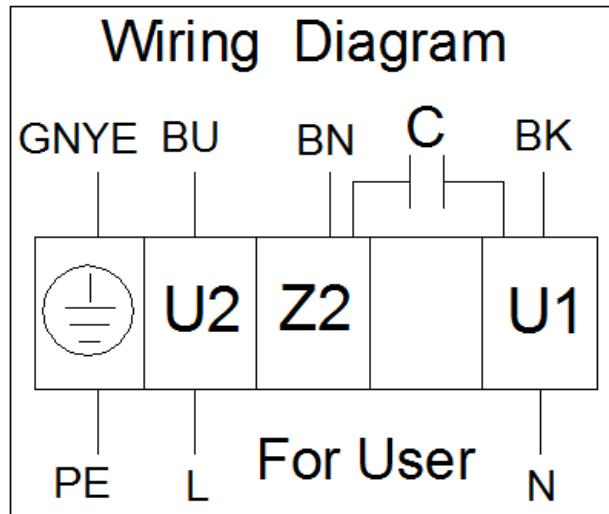 Wiring Diagram
GNYE BU BN C BK
U2 Z2 U1
PE L For User N